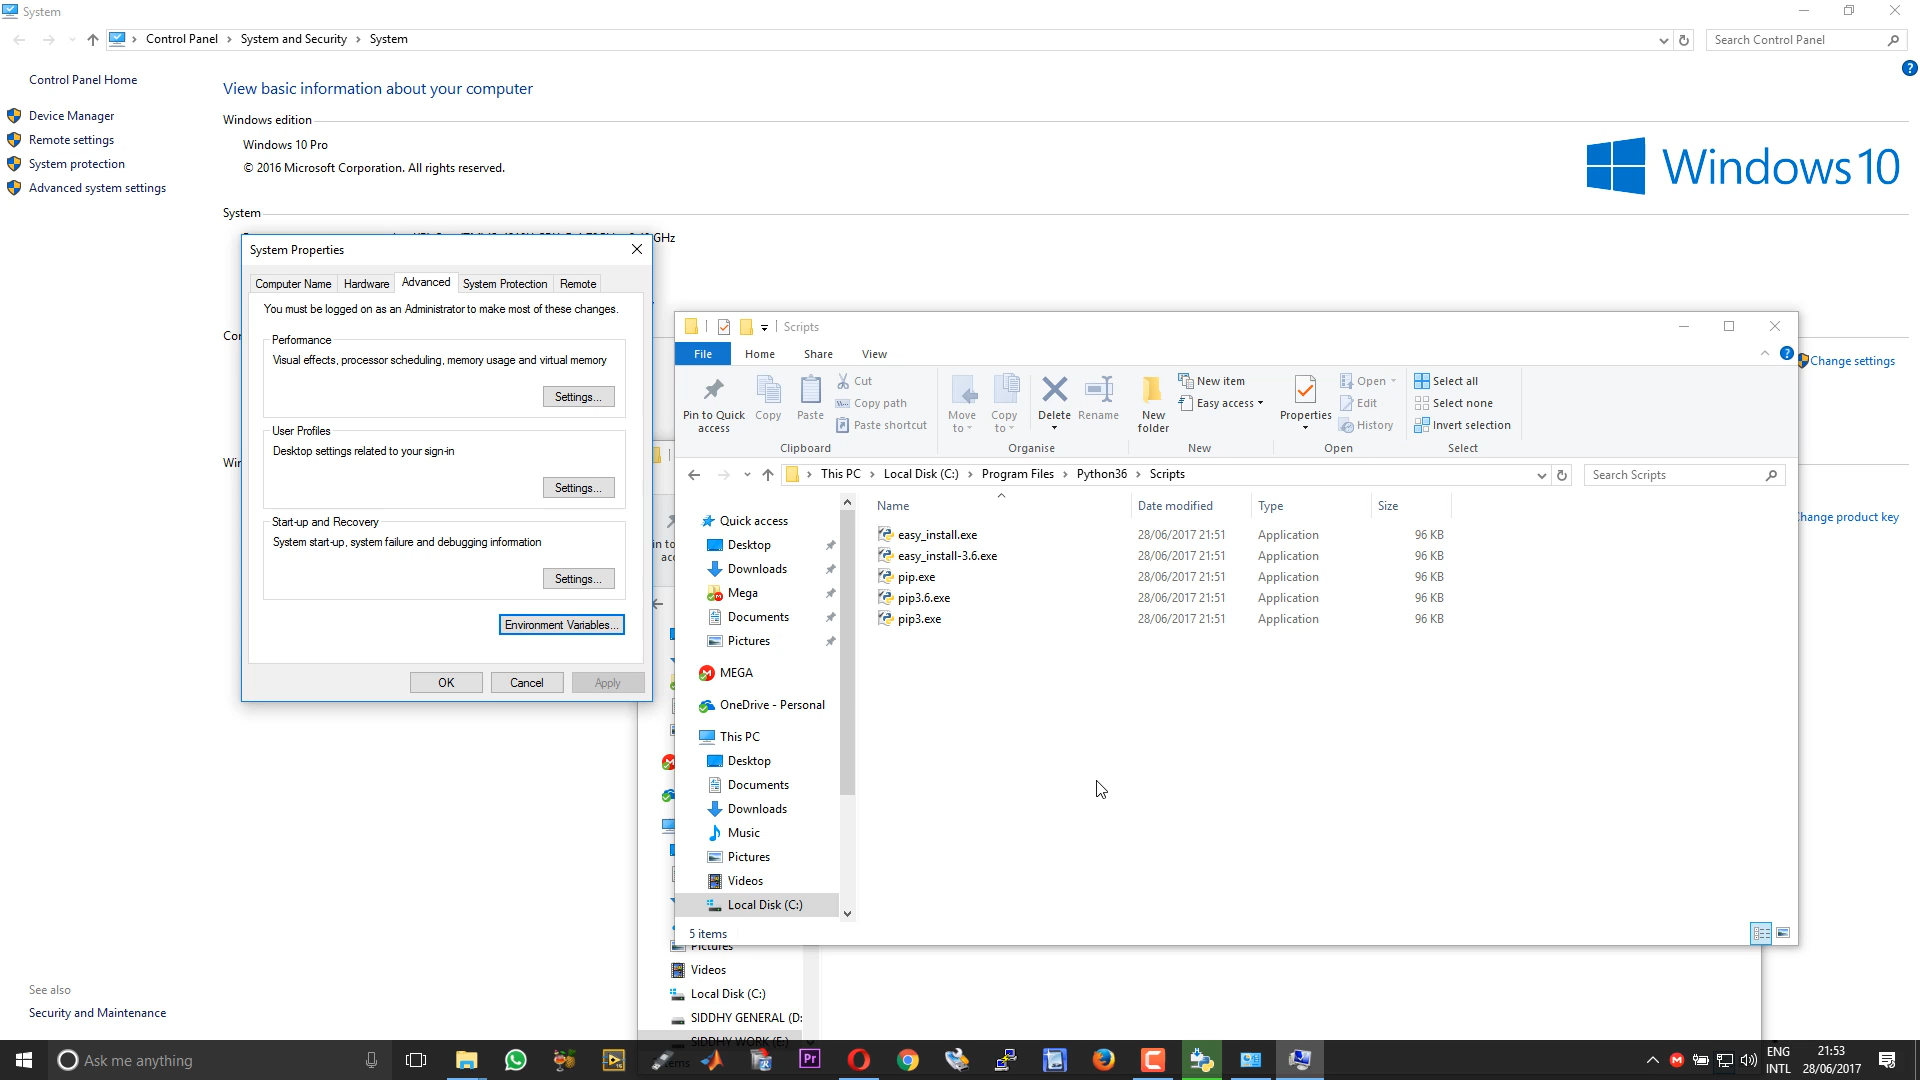 System
Control Panel > System and Security > System
Search Control Panel
Control Panel Home
Device Manager
Remote settings
System protection
Advanced system settings
View basic information about your computer
Windows edition
Windows 10 Pro
© 2016 Microsoft Corporation. All rights reserved.
Windows 10
System
GHz
Change settings
Change product key
System Properties
Computer Name
Hardware
Advanced
System Protection
Remote
You must be logged on as an Administrator to make most of these changes.
Performance
Visual effects, processor scheduling, memory usage and virtual memory
Settings...
User Profiles
Desktop settings related to your sign-in
Settings...
Start-up and Recovery
System start-up, system failure and debugging information
Settings...
Environment Variables...
OK
Cancel
Apply
Scripts
File
Home
Share
View
Pin to Quick access
Copy
Paste
Cut
Copy path
Paste shortcut
Clipboard
Move to
Copy to
Delete
Rename
Organise
New folder
New item
Easy access
New
Properties
Open
Edit
History
Open
Select all
Select none
Invert selection
Select
This PC > Local Disk (C:) > Program Files > Python36 > Scripts
Search Scripts
Quick access
Desktop
Downloads
Mega
Documents
Pictures
MEGA
OneDrive - Personal
This PC
Desktop
Documents
Downloads
Music
Pictures
Videos
Local Disk (C:)
Name Date modified Type Size
easy_install.exe 28/06/2017 21:51 Application 96 KB
easy_install-3.6.exe 28/06/2017 21:51 Application 96 KB
pip.exe 28/06/2017 21:51 Application 96 KB
pip3.6.exe 28/06/2017 21:51 Application 96 KB
pip3.exe 28/06/2017 21:51 Application 96 KB
5 items
Pictures
Videos
Local Disk (C:)
SIDDHY GENERAL (D:
SIDDHY WORK (E:)
See also
Security and Maintenance
Ask me anything
Pr
ENG
INTL
21:53
28/06/2017